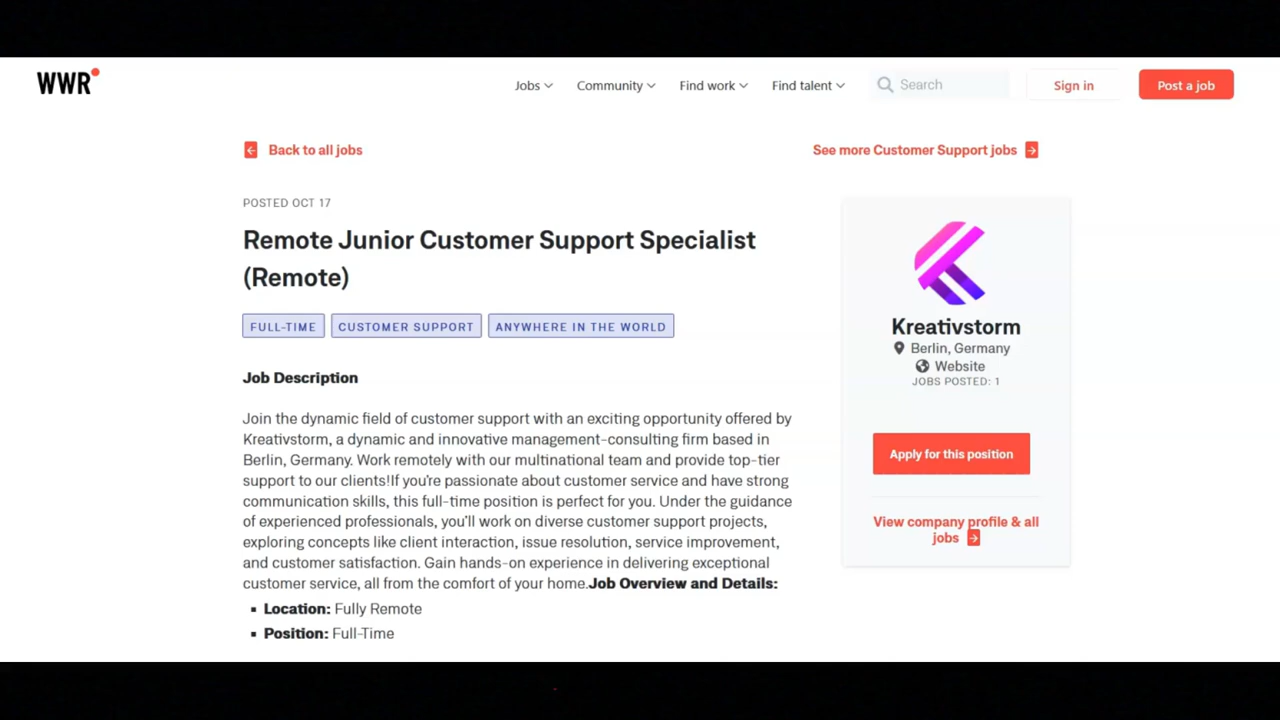 WWR
Jobs
Community
Find work
Find talent
Search
Sign in
Post a job
Back to all jobs
See more Customer Support jobs
POSTED OCT 17
Remote Junior Customer Support Specialist
(Remote)
FULL-TIME
CUSTOMER SUPPORT
ANYWHERE IN THE WORLD
Job Description
Join the dynamic field of customer support with an exciting opportunity offered by
Kreativstorm, a dynamic and innovative management-consulting firm based in
Berlin, Germany. Work remotely with our multinational team and provide top-tier
support to our clients!If you're passionate about customer service and have strong
communication skills, this full-time position is perfect for you. Under the guidance
of experienced professionals, you'll work on diverse customer support projects,
exploring concepts like client interaction, issue resolution, service improvement,
and customer satisfaction. Gain hands-on experience in delivering exceptional
customer service, all from the comfort of your home.Job Overview and Details:
▪ Location: Fully Remote
▪ Position: Full-Time
Kreativstorm
Berlin, Germany
Website
JOBS POSTED: 1
Apply for this position
View company profile & all
jobs